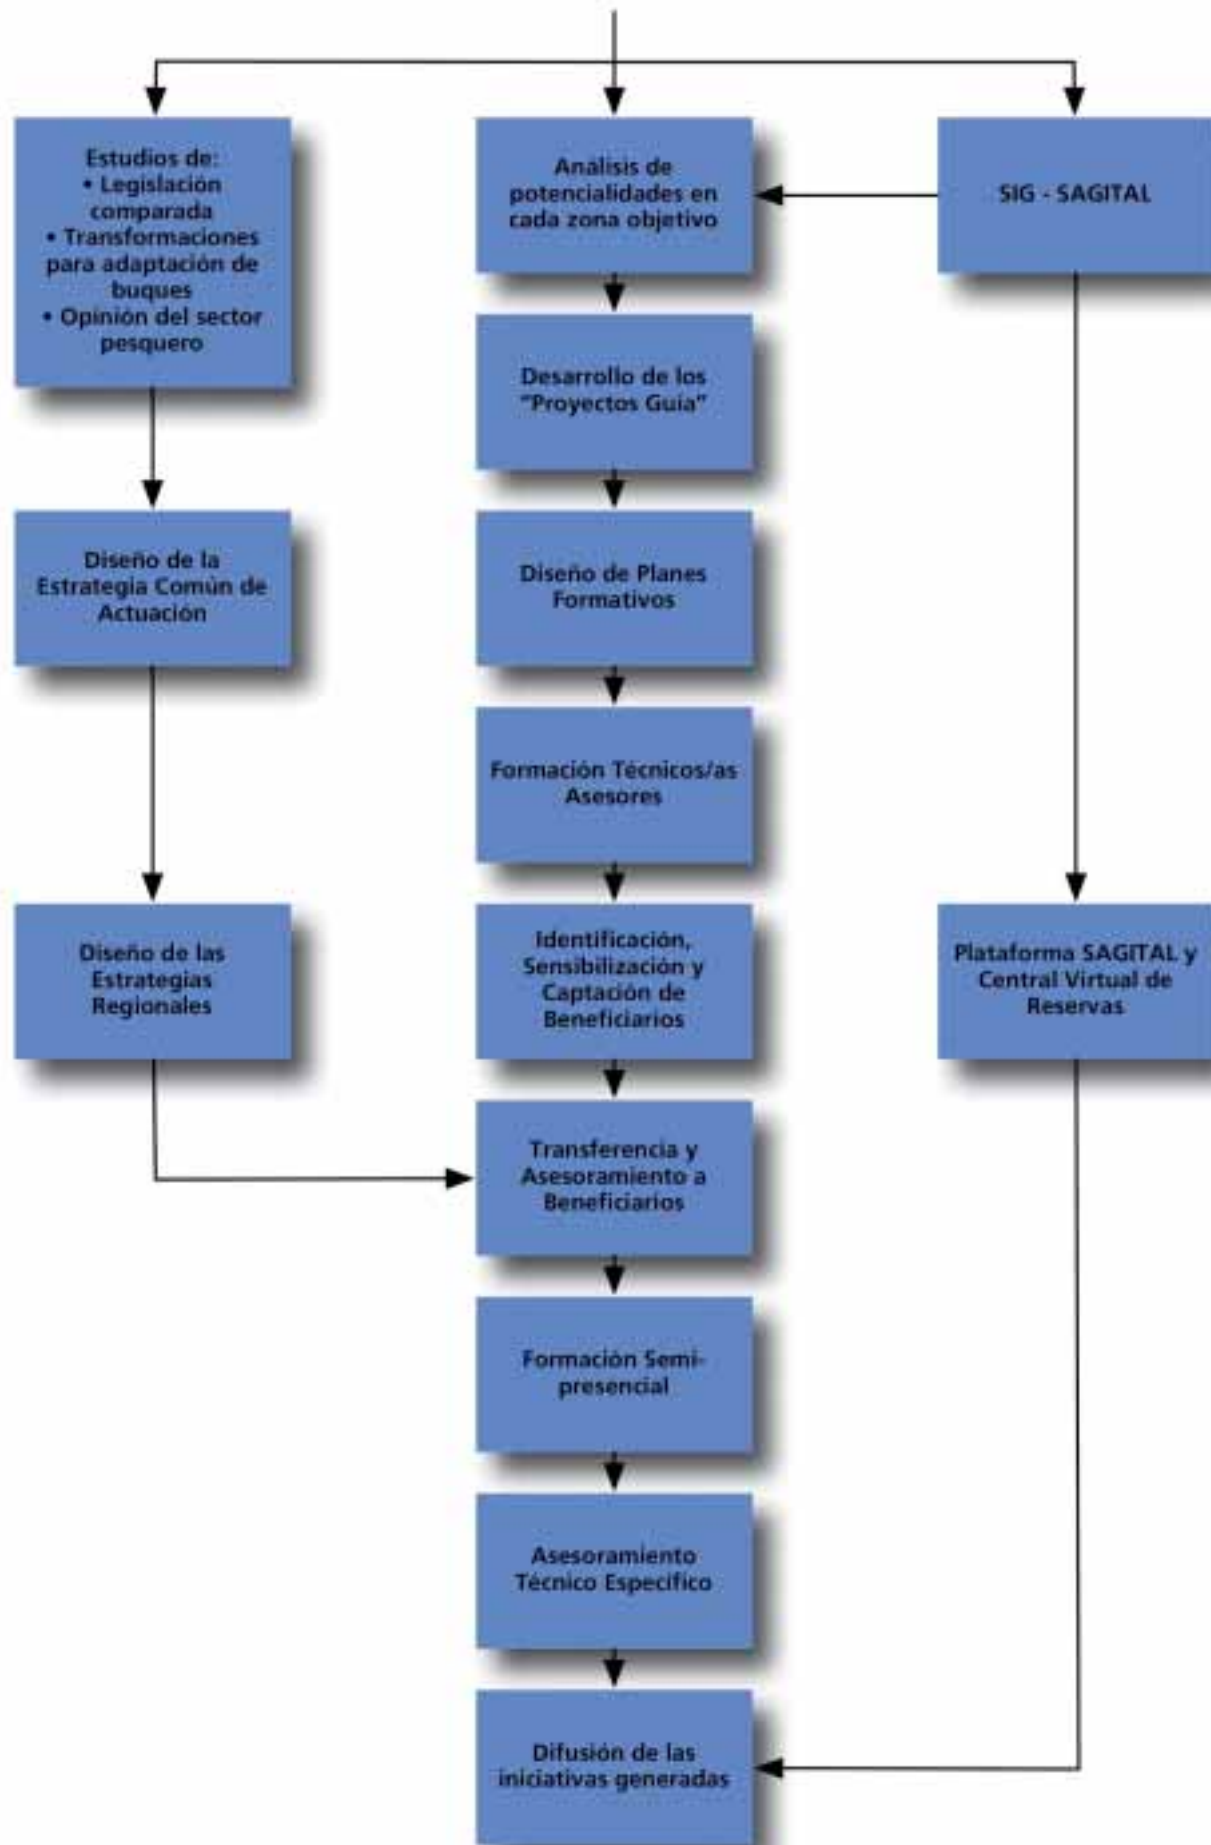 Estudios de:
• Legislación
comparada
• Transformaciones
para adaptación de
buques
• Opinión del sector
pesquero
Análisis de
potencialidades en
cada zona objetivo
SIG - SAGITAL
Desarrollo de los
"Proyectos Guía"
Diseño de la
Estrategia Común de
Actuación
Diseño de Planes
Formativos
Formación Técnicos/as
Asesores
Diseño de las
Estrategias
Regionales
Identificación,
Sensibilización y
Captación de
Beneficiarios
Plataforma SAGITAL y
Central Virtual de
Reservas
Transferencia y
Asesoramiento a
Beneficiarios
Formación Semi-
presencial
Asesoramiento
Técnico Específico
Difusión de las
iniciativas generadas